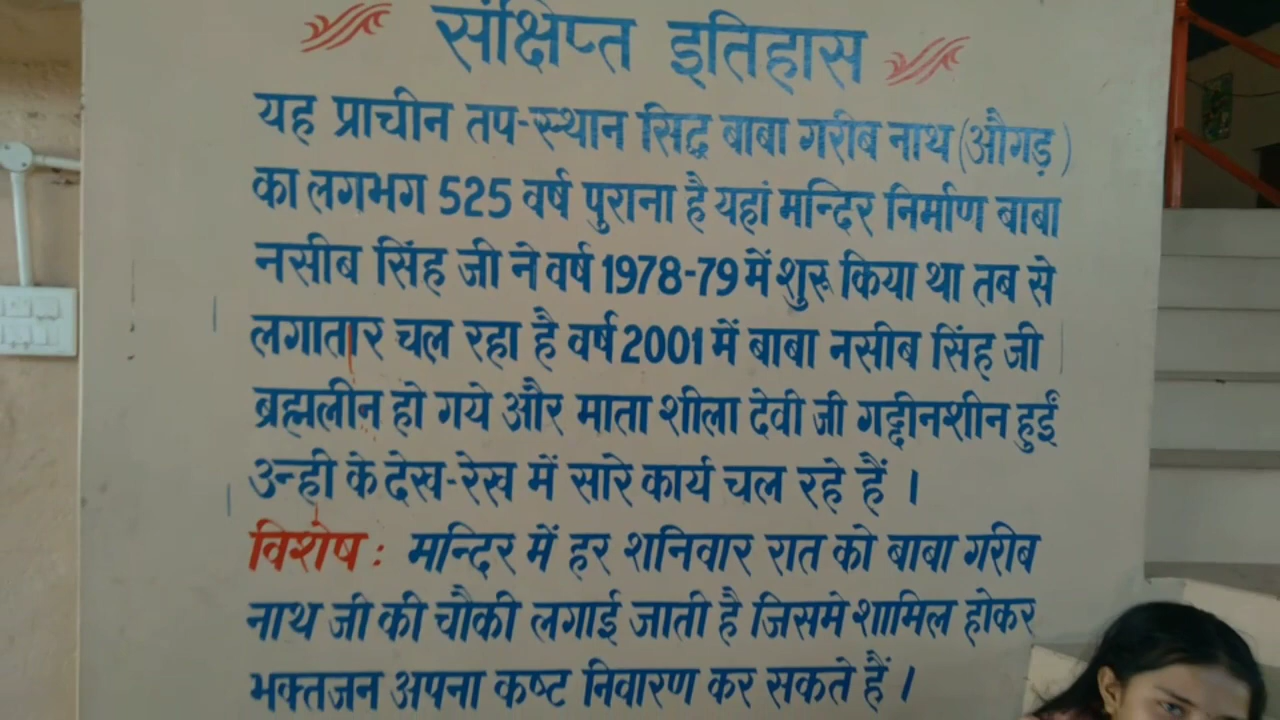 संक्षिप्त इतिहास
यह प्राचीन तप-स्थान सिद्ध बाबा गरीब नाथ (औगड़)
का लगभग 525 वर्ष पुराना है यहां मन्दिर निर्माण बाबा
नसीब सिंह जी ने वर्ष 1978-79 में शुरू किया था तब से
लगातार चल रहा है वर्ष 2001 में बाबा नसीब सिंह जी
ब्रह्मलीन हो गये और माता शीला देवी जी गद्दीनशीन हुईं
उन्ही के देख-रेख में सारे कार्य चल रहे हैं ।
विशेष : मन्दिर में हर शनिवार रात को बाबा गरीब
नाथ जी की चौकी लगाई जाती है जिसमे शामिल होकर
भक्तजन अपना कष्ट निवारण कर सकते हैं ।